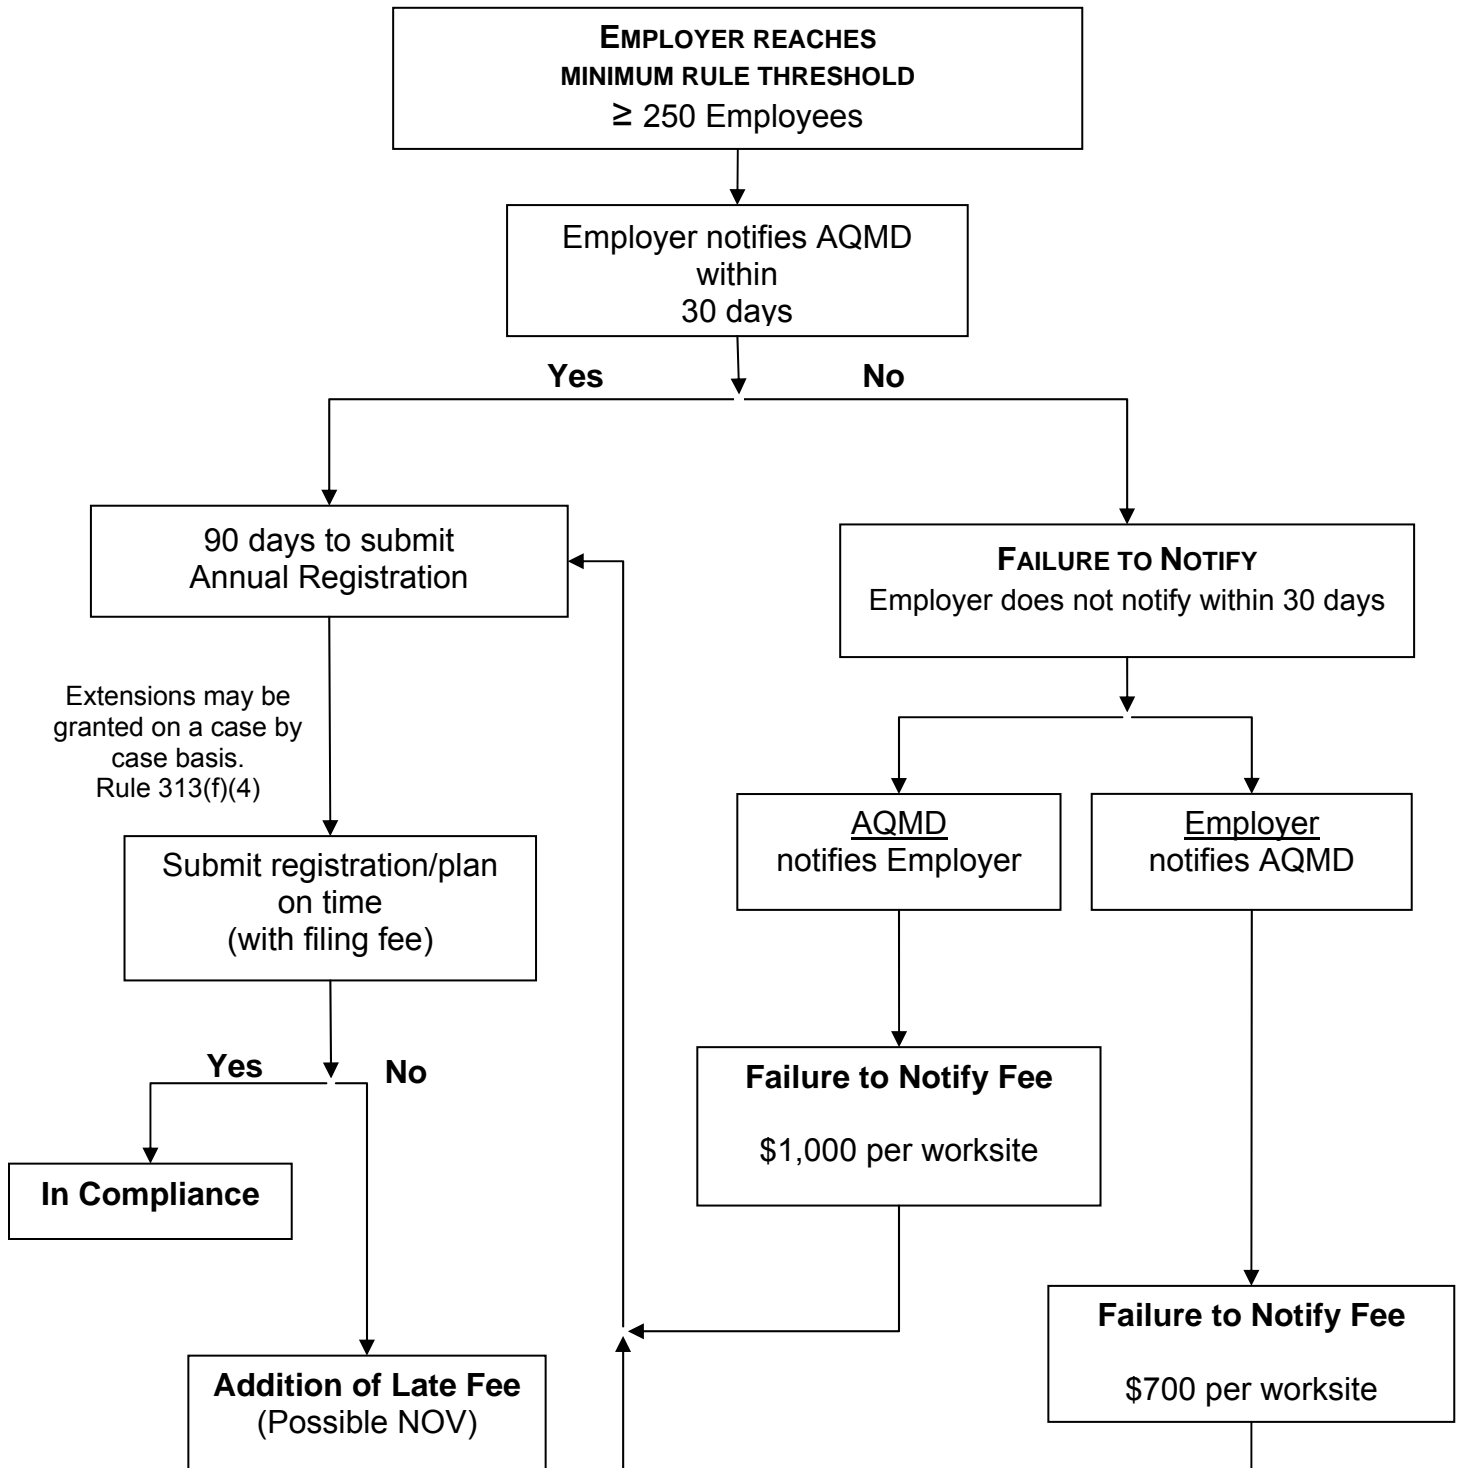 EMPLOYER REACHES
MINIMUM RULE THRESHOLD
≥ 250 Employees
Employer notifies AQMD
within
30 days
Yes
No
90 days to submit
Annual Registration
FAILURE TO NOTIFY
Employer does not notify within 30 days
Extensions may be
granted on a case by
case basis.
Rule 313(f)(4)
AQMD
notifies Employer
Employer
notifies AQMD
Submit registration/plan
on time
(with filing fee)
Yes
No
Failure to Notify Fee
$1,000 per worksite
In Compliance
Failure to Notify Fee
$700 per worksite
Addition of Late Fee
(Possible NOV)